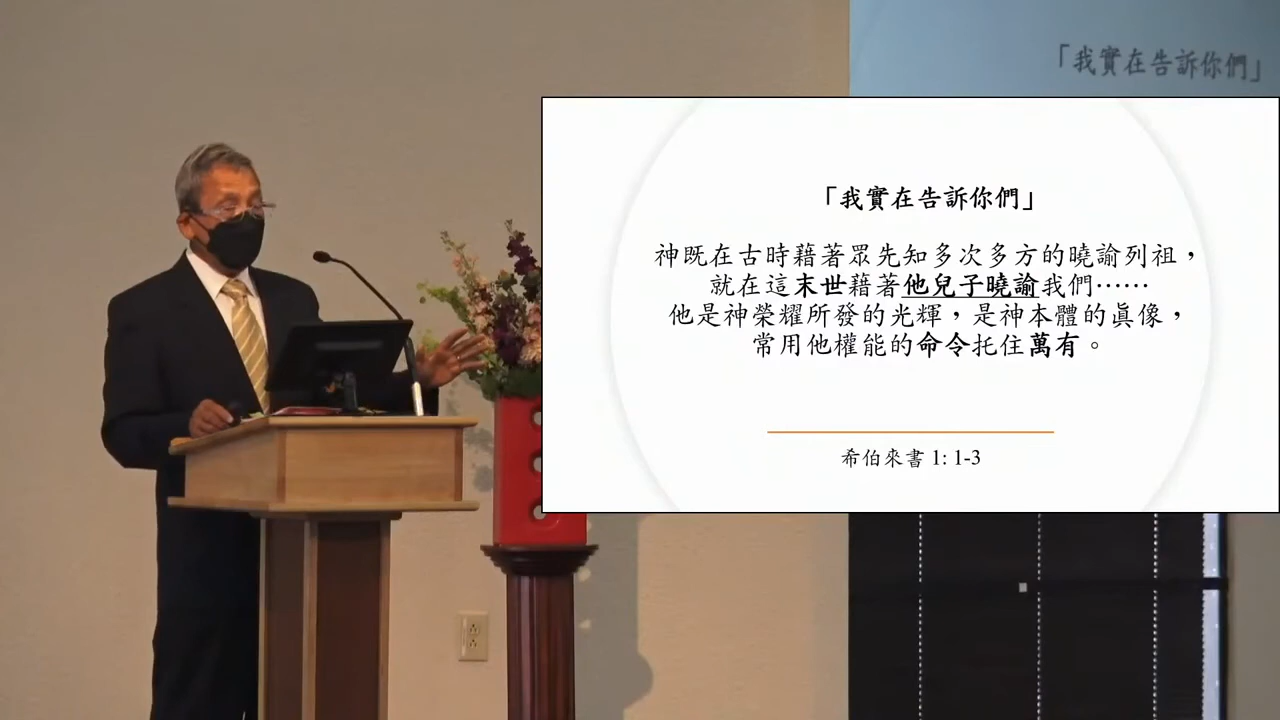 「我實在告訴你們」
「我實在告訴你們」
神既在古時藉著眾先知多次多方的曉諭列祖，
就在這末世藉著他兒子曉諭我們⋯⋯
他是神榮耀所發的光輝，是神本體的真像，
常用他權能的命令托住萬有。
希伯來書 1: 1-3